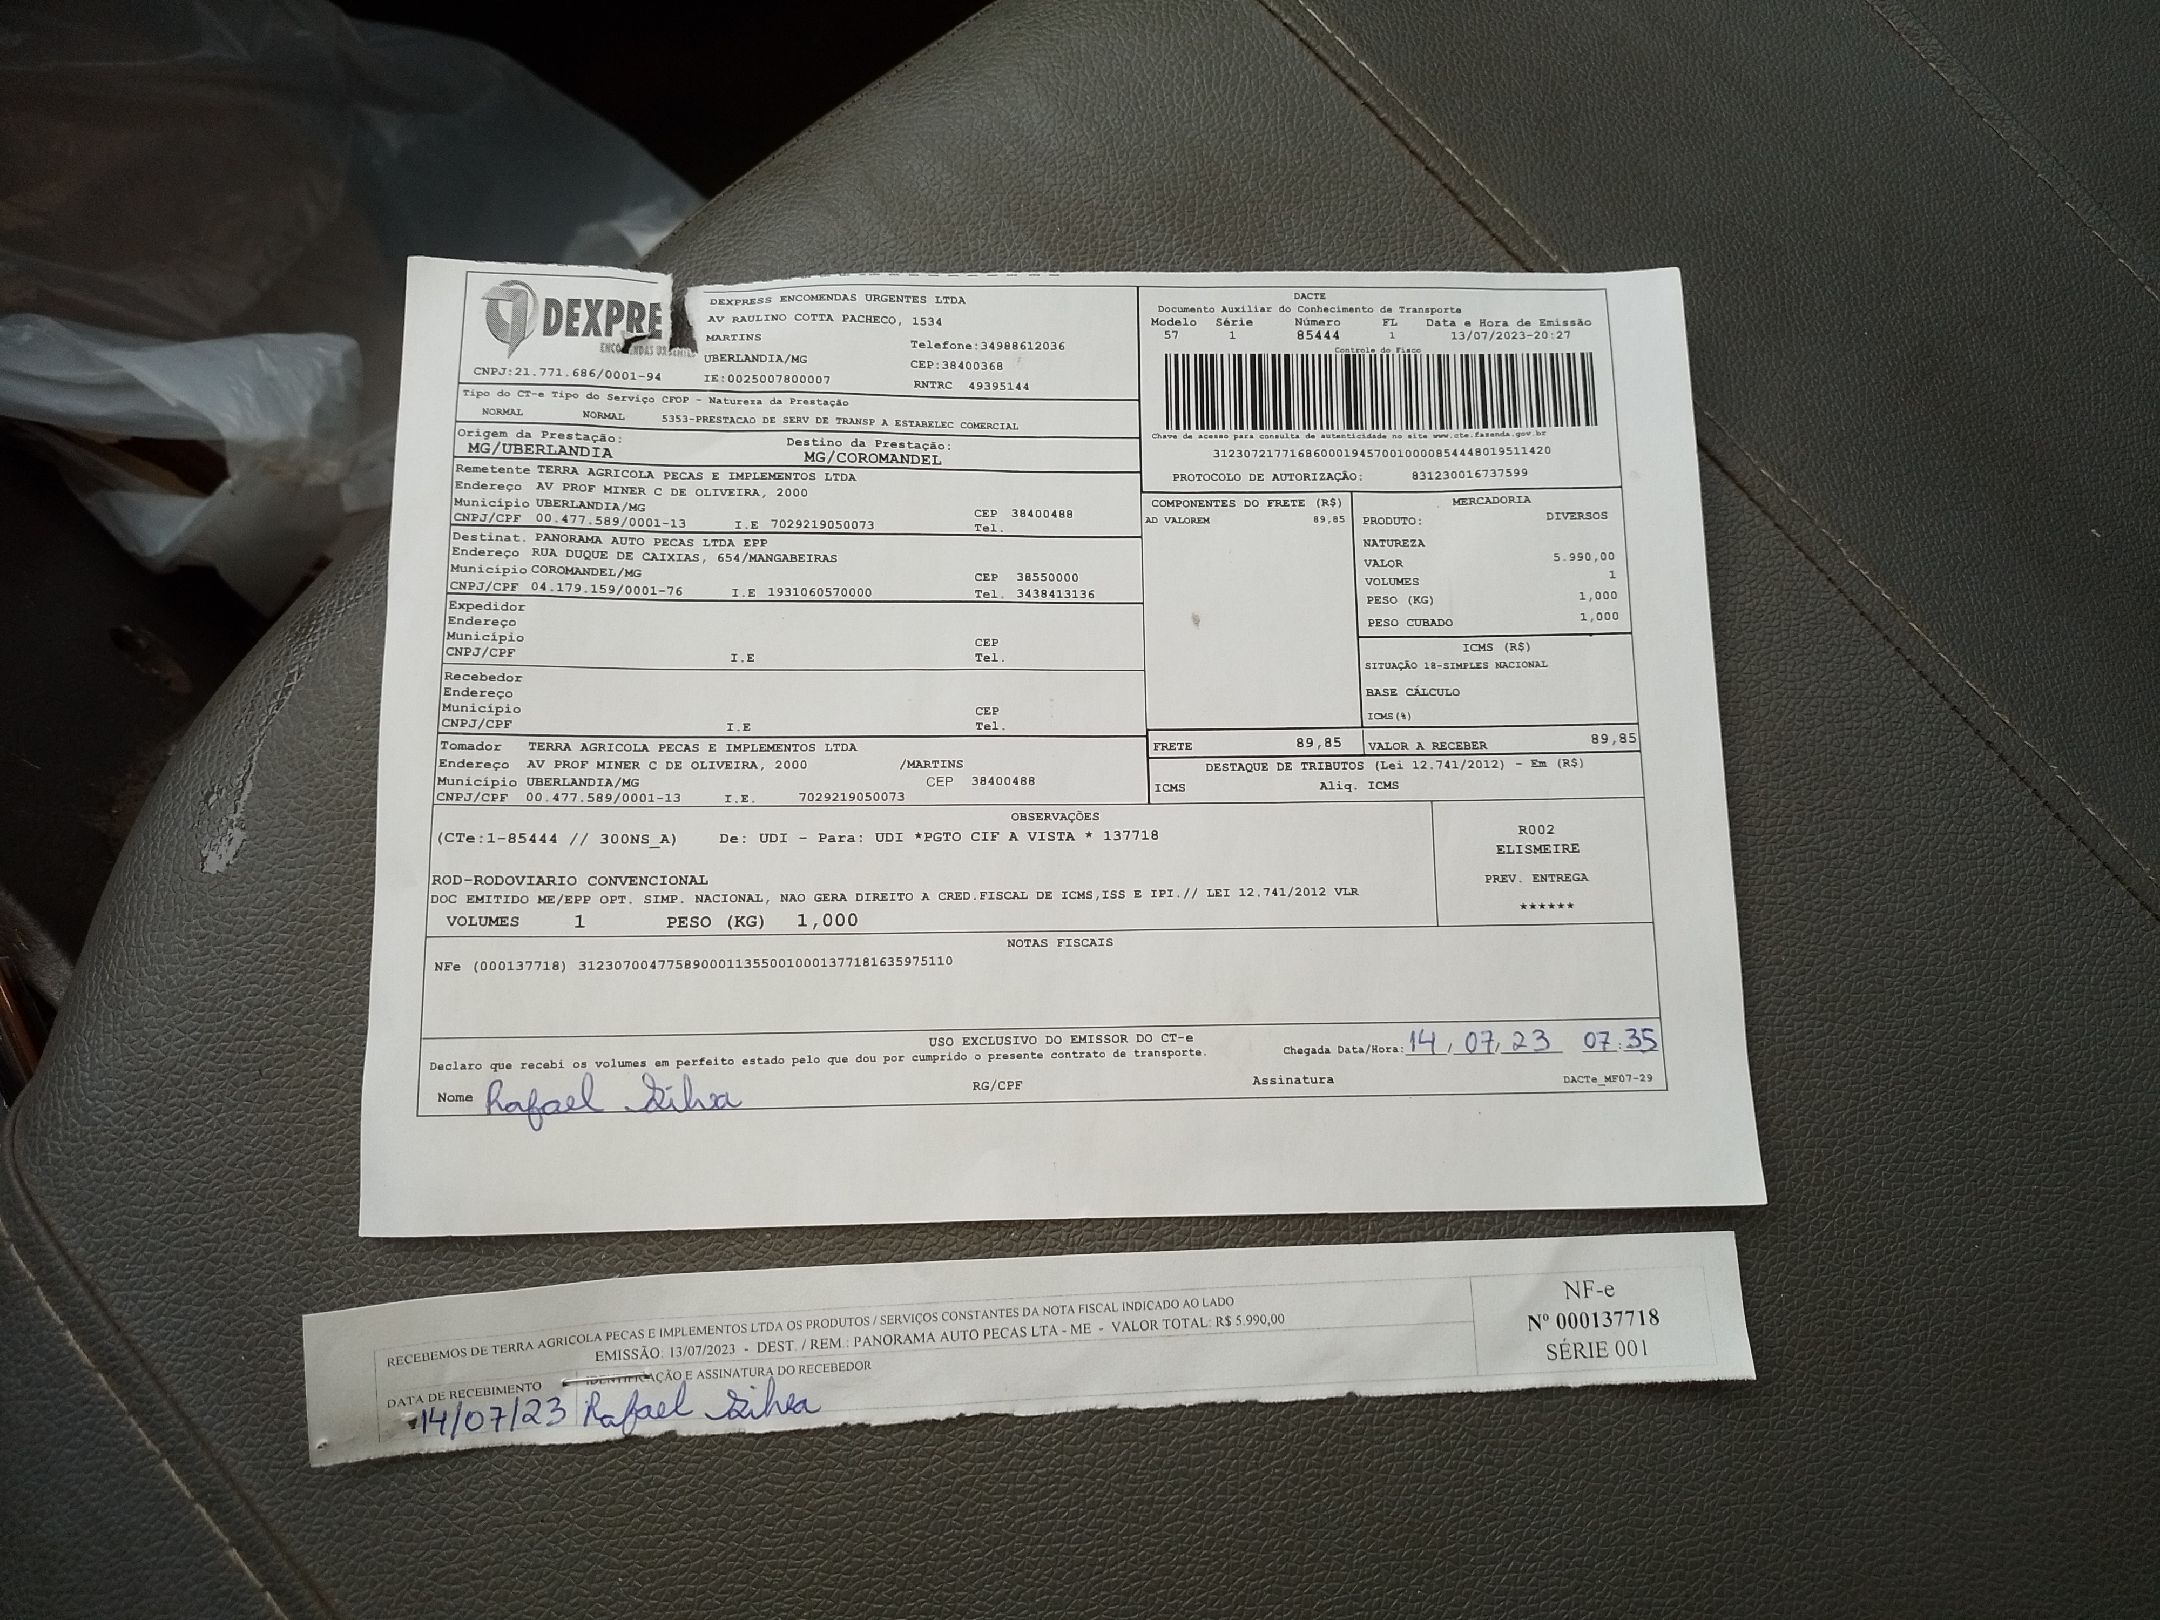 DEXPRE
DEXPRESS ENCOMENDAS URGENTES LTDA
AV RAULINO COTTA PACHECO, 1534
MARTINS
Telefone:34988612036
UBERLANDIA/MG
CEP:38400368
CNPJ:21.771.686/0001-94
IE:0025007800007
RNTRC 49395144
DACTE
Documento Auxiliar do Conhecimento de Transporte
Modelo Série Número FL Data e Hora de Emissão
57 1 85444 1 13/07/2023-20:27
Controle do Fisco
Chave de acesso para consulta de autenticidade no site www.cte.fazenda.gov.br
31230721771686000194570010000854448019511420
PROTOCOLO DE AUTORIZAÇÃO: 831230016737599
Tipo do CT-e Tipo do Serviço CFOP - Natureza da Prestação
NORMAL NORMAL 5353-PRESTACAO DE SERV DE TRANSP A ESTABELEC COMERCIAL
Origem da Prestação: Destino da Prestação:
MG/UBERLANDIA MG/COROMANDEL
Remetente TERRA AGRICOLA PECAS E IMPLEMENTOS LTDA
Endereço AV PROF MINER C DE OLIVEIRA, 2000
Município UBERLANDIA/MG CEP 38400488
CNPJ/CPF 00.477.589/0001-13 I.E 7029219050073 Tel.
Destinat. PANORAMA AUTO PECAS LTDA EPP
Endereço RUA DUQUE DE CAIXIAS, 654/MANGABEIRAS
Município COROMANDEL/MG CEP 38550000
CNPJ/CPF 04.179.159/0001-76 I.E 1931060570000 Tel. 3438413136
Expedidor
Endereço
Município CEP
CNPJ/CPF I.E Tel.
Recebedor
Endereço
Município CEP
CNPJ/CPF I.E Tel.
Tomador TERRA AGRICOLA PECAS E IMPLEMENTOS LTDA
Endereço AV PROF MINER C DE OLIVEIRA, 2000 /MARTINS
Município UBERLANDIA/MG CEP 38400488
CNPJ/CPF 00.477.589/0001-13 I.E. 7029219050073
COMPONENTES DO FRETE (R$)
AD VALOREM 89,85
MERCADORIA
PRODUTO: DIVERSOS
NATUREZA
VALOR 5.990,00
VOLUMES 1
PESO (KG) 1,000
PESO CUBADO 1,000
ICMS (R$)
SITUAÇÃO 18-SIMPLES NACIONAL
BASE CÁLCULO
ICMS(%)
FRETE 89,85 VALOR A RECEBER 89,85
DESTAQUE DE TRIBUTOS (Lei 12.741/2012) - Em (R$)
ICMS Aliq. ICMS
OBSERVAÇÕES
(CTe:1-85444 // 300NS_A) De: UDI - Para: UDI *PGTO CIF A VISTA * 137718
ROD-RODOVIARIO CONVENCIONAL
DOC EMITIDO ME/EPP OPT. SIMP. NACIONAL, NAO GERA DIREITO A CRED.FISCAL DE ICMS,ISS E IPI.// LEI 12.741/2012 VLR
VOLUMES 1 PESO (KG) 1,000
R002
ELISMEIRE
PREV. ENTREGA
******
NOTAS FISCAIS
NFe (000137718) 31230700477589000113550010001377181635975110
USO EXCLUSIVO DO EMISSOR DO CT-e
Declaro que recebi os volumes em perfeito estado pelo que dou por cumprido o presente contrato de transporte.
Chegada Data/Hora: 14/07/23 07:35
Nome Rafael Silva RG/CPF Assinatura DACTe_MF07-29
RECEBEMOS DE TERRA AGRICOLA PECAS E IMPLEMENTOS LTDA OS PRODUTOS / SERVIÇOS CONSTANTES DA NOTA FISCAL INDICADO AO LADO
EMISSÃO: 13/07/2023 - DEST. / REM.: PANORAMA AUTO PECAS LTA - ME - VALOR TOTAL: R$ 5.990,00
DATA DE RECEBIMENTO IDENTIFICAÇÃO E ASSINATURA DO RECEBEDOR
14/07/23 Rafael Silva
NF-e
Nº 000137718
SÉRIE 001